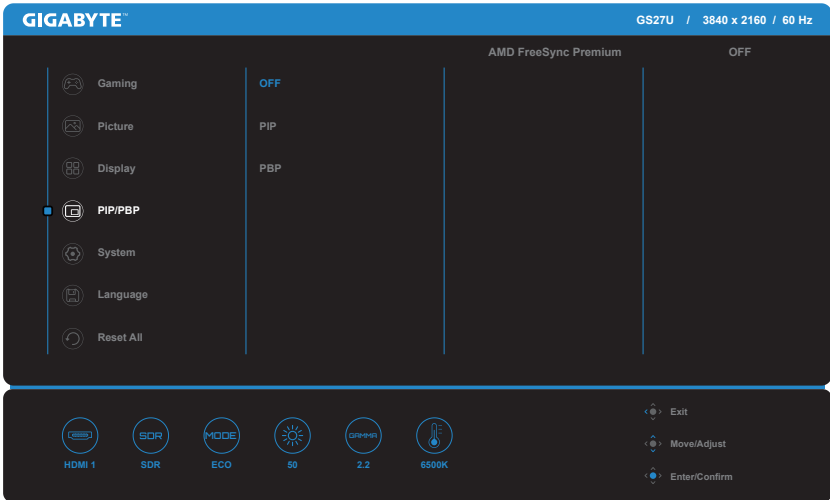 GIGABYTE™
GS27U / 3840 x 2160 / 60 Hz
AMD FreeSync Premium OFF
Gaming OFF
Picture PIP
Display PBP
PIP/PBP
System
Language
Reset All
SDR MODE GAMMA
HDMI 1 SDR ECO 50 2.2 6500K
Exit
Move/Adjust
Enter/Confirm